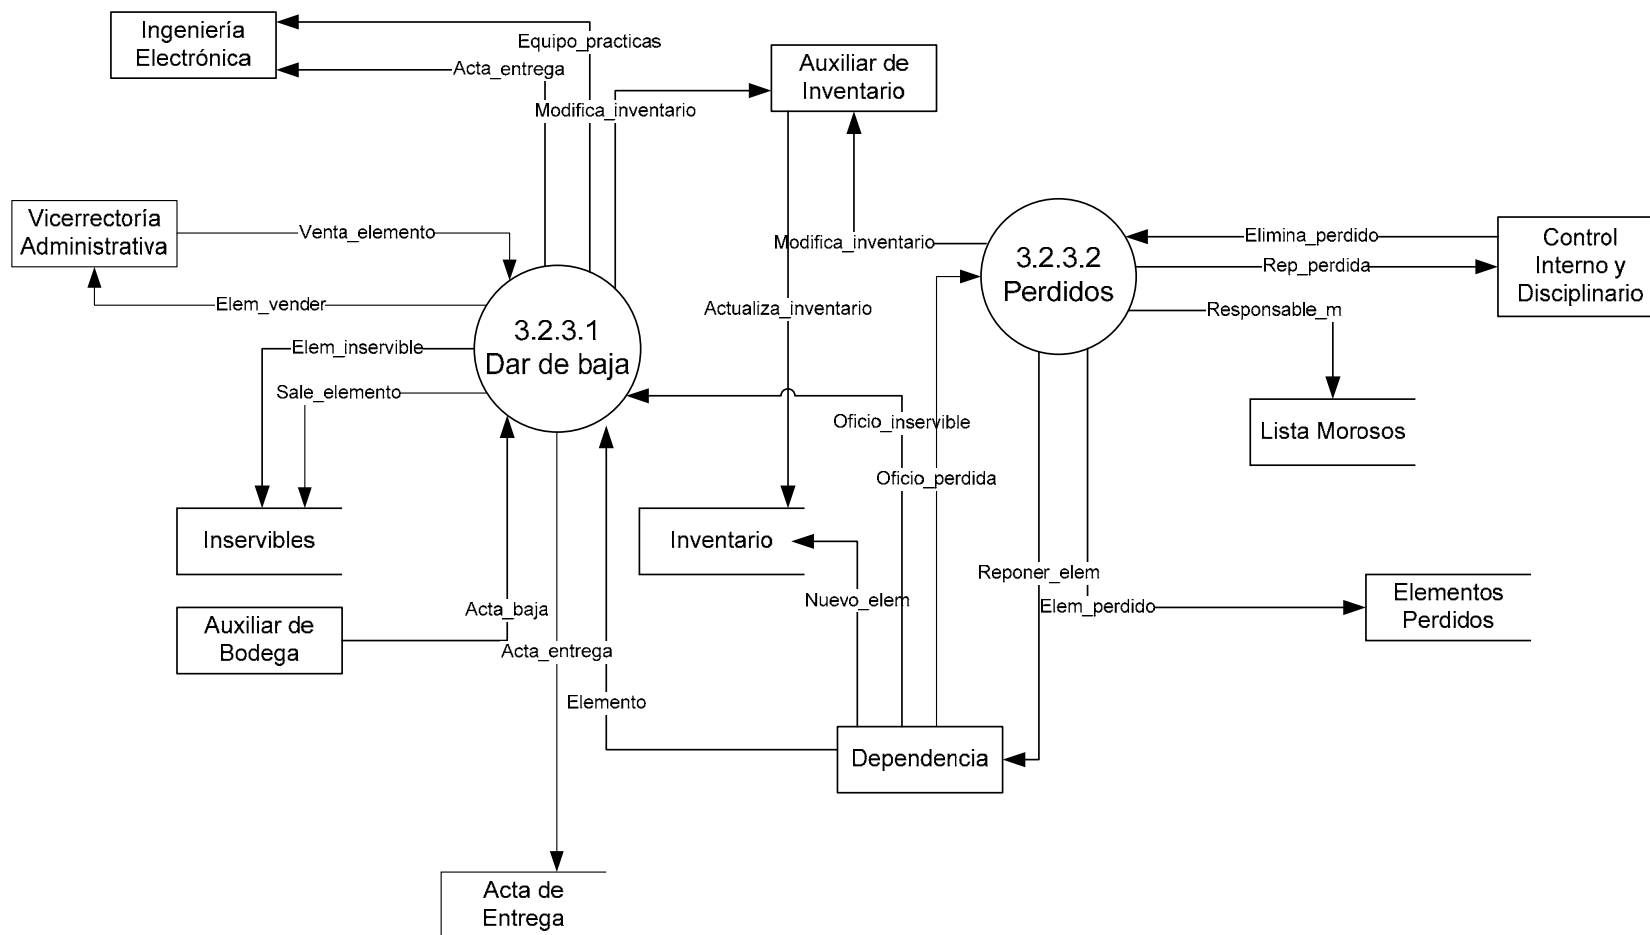 Ingeniería
Electrónica
Equipo_practicas
Acta_entrega
Modifica_inventario
Auxiliar de
Inventario
Vicerrectoría
Administrativa
Venta_elemento
Elem_vender
Modifica_inventario
3.2.3.2
Perdidos
Elimina_perdido
Rep_perdida
Responsable_m
Control
Interno y
Disciplinario
3.2.3.1
Dar de baja
Elem_inservible
Sale_elemento
Actualiza_inventario
Oficio_inservible
Oficio_perdida
Lista Morosos
Inservibles
Inventario
Reponer_elem
Elem_perdido
Elementos
Perdidos
Nuevo_elem
Auxiliar de
Bodega
Acta_baja
Acta_entrega
Elemento
Dependencia
Acta de
Entrega